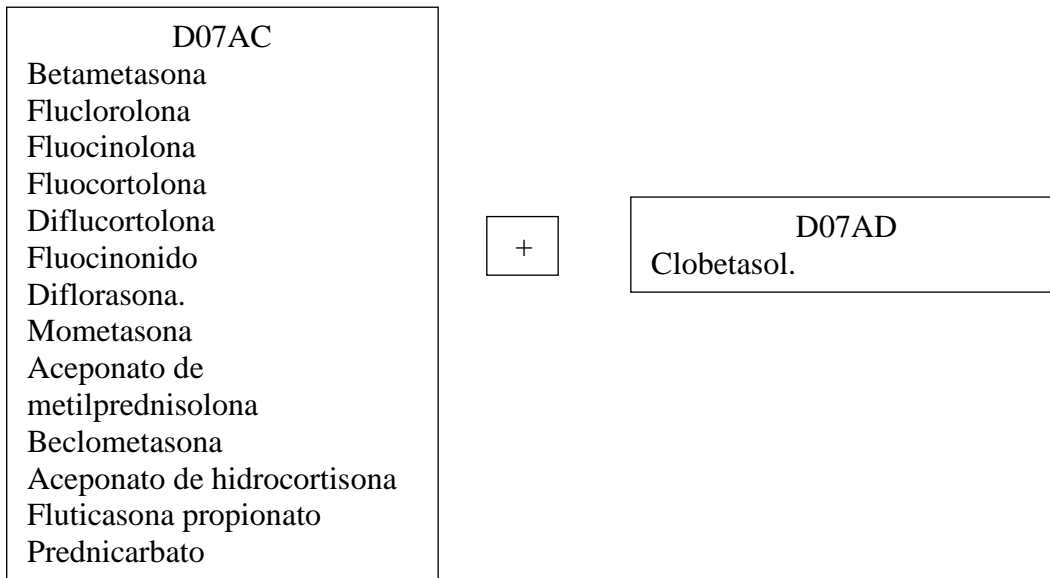 D07AC
Betametasona
Fluclorolona
Fluocinolona
Fluocortolona
Diflucortolona
Fluocinonido
Diflorasona.
Mometasona
Aceponato de
metilprednisolona
Beclometasona
Aceponato de hidrocortisona
Fluticasona propionato
Prednicarbato
+
D07AD
Clobetasol.